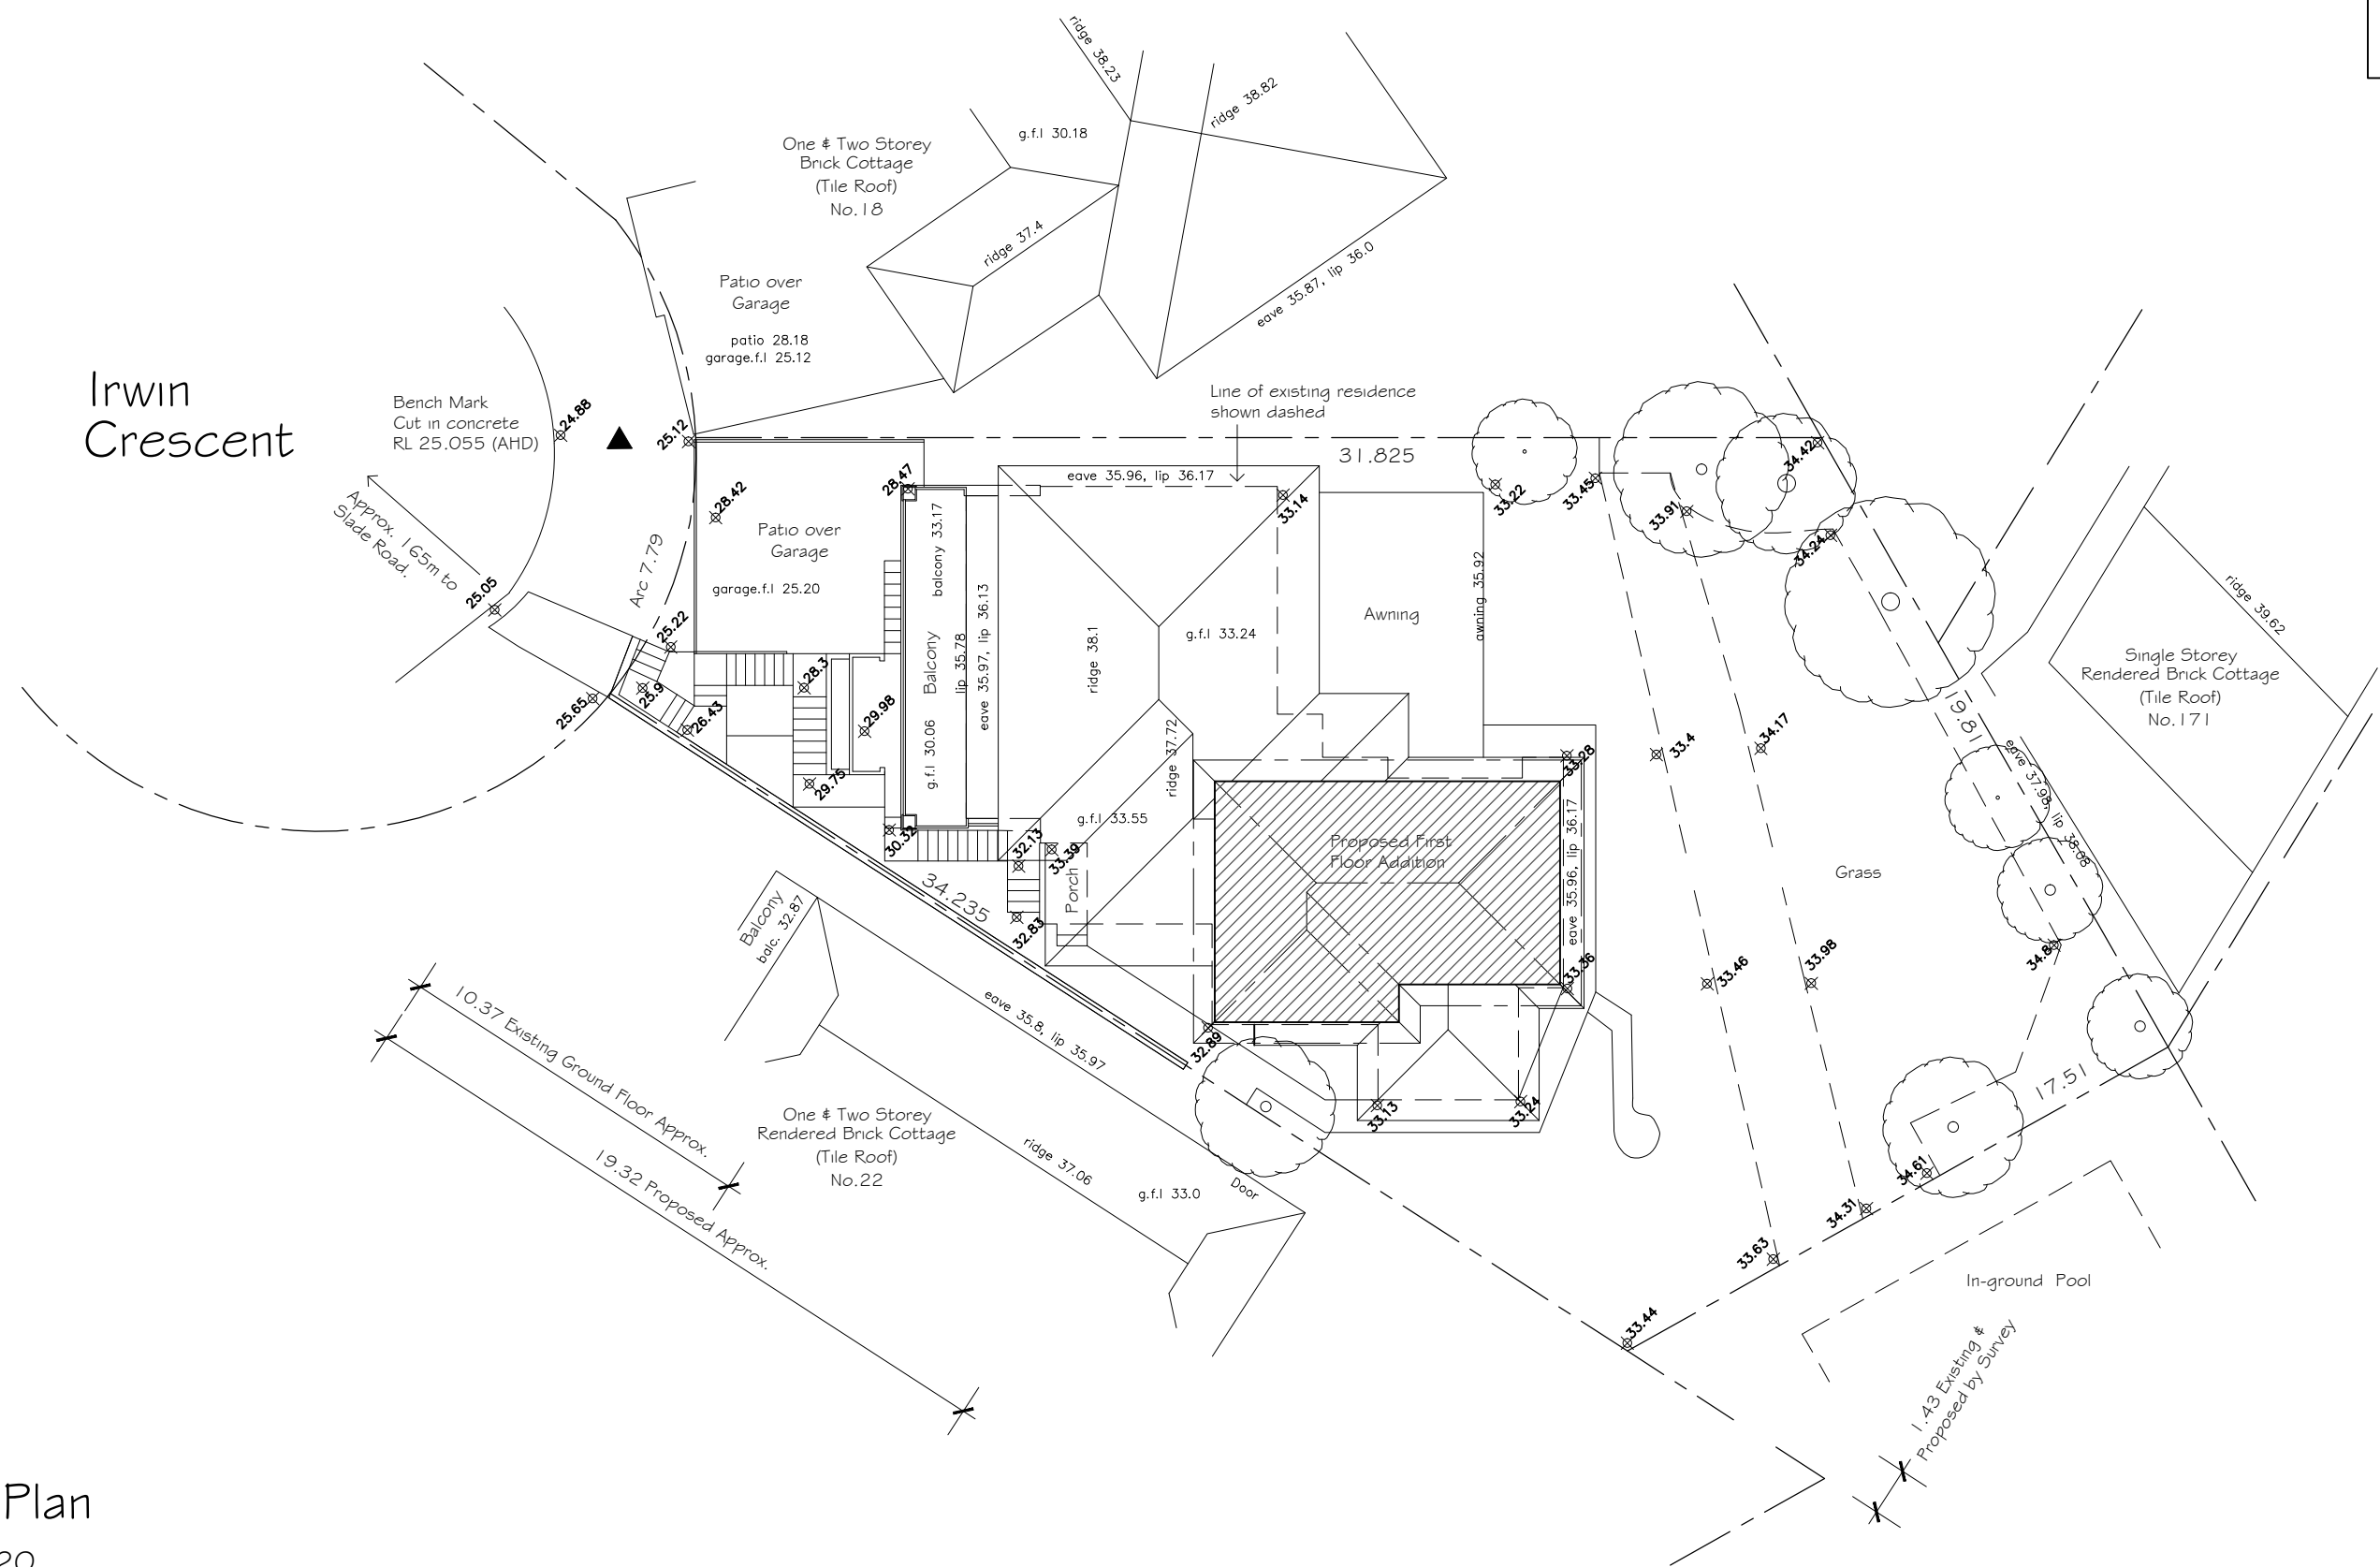 ridge 38.23
ridge 38.82
g.f.l 30.18
One & Two Storey
Brick Cottage
(Tile Roof)
No.18
ridge 37.4
eave 35.87, lip 36.0
Patio over
Garage
patio 28.18
garage.f.l 25.12
Irwin
Crescent
Bench Mark
Cut in concrete
RL 25.055 (AHD)
24.88
25.12
Approx. 165m to
Slade Road.
25.05
Arc 7.79
28.42
28.47
Patio over
Garage
garage.f.l 25.20
Line of existing residence
shown dashed
31.825
eave 35.96, lip 36.17
33.14
33.22
33.45
33.91
34.42
34.24
balcony 33.17
Balcony
lip 35.78
eave 35.97, lip 36.13
g.f.l 30.06
ridge 38.1
g.f.l 33.24
Awning
awning 35.92
ridge 37.72
g.f.l 33.55
25.22
25.9
25.65
26.43
28.3
29.98
29.75
30.32
32.13
33.39
Porch
32.83
34.235
33.28
Proposed First
Floor Addition
eave 35.96, lip 36.17
33.36
32.89
33.13
33.24
33.4
34.17
Grass
33.46
33.98
19.81
eave 37.98, lip 38.08
ridge 39.62
Single Storey
Rendered Brick Cottage
(Tile Roof)
No.171
34.8
17.51
34.61
34.31
33.63
33.44
In-ground Pool
1.43 Existing &
Proposed by Survey
Balcony
balc. 32.87
eave 35.8, lip 35.97
10.37 Existing Ground Floor Approx.
19.32 Proposed Approx.
One & Two Storey
Rendered Brick Cottage
(Tile Roof)
No.22
ridge 37.06
g.f.l 33.0
Door
Plan
20